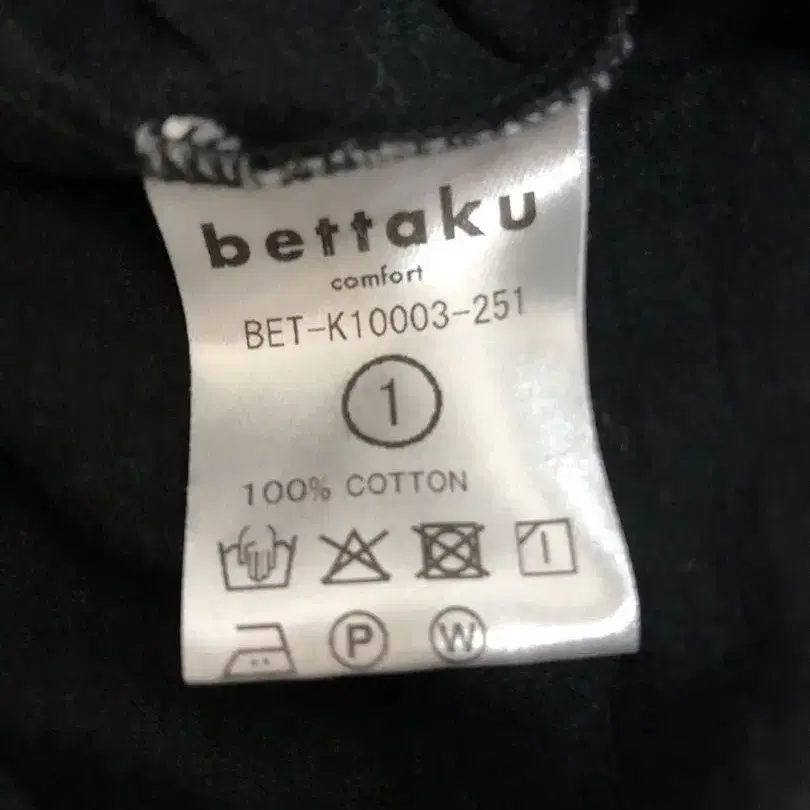 bettaku
comfort
BET-K10003-251
1
100% COTTON
P W